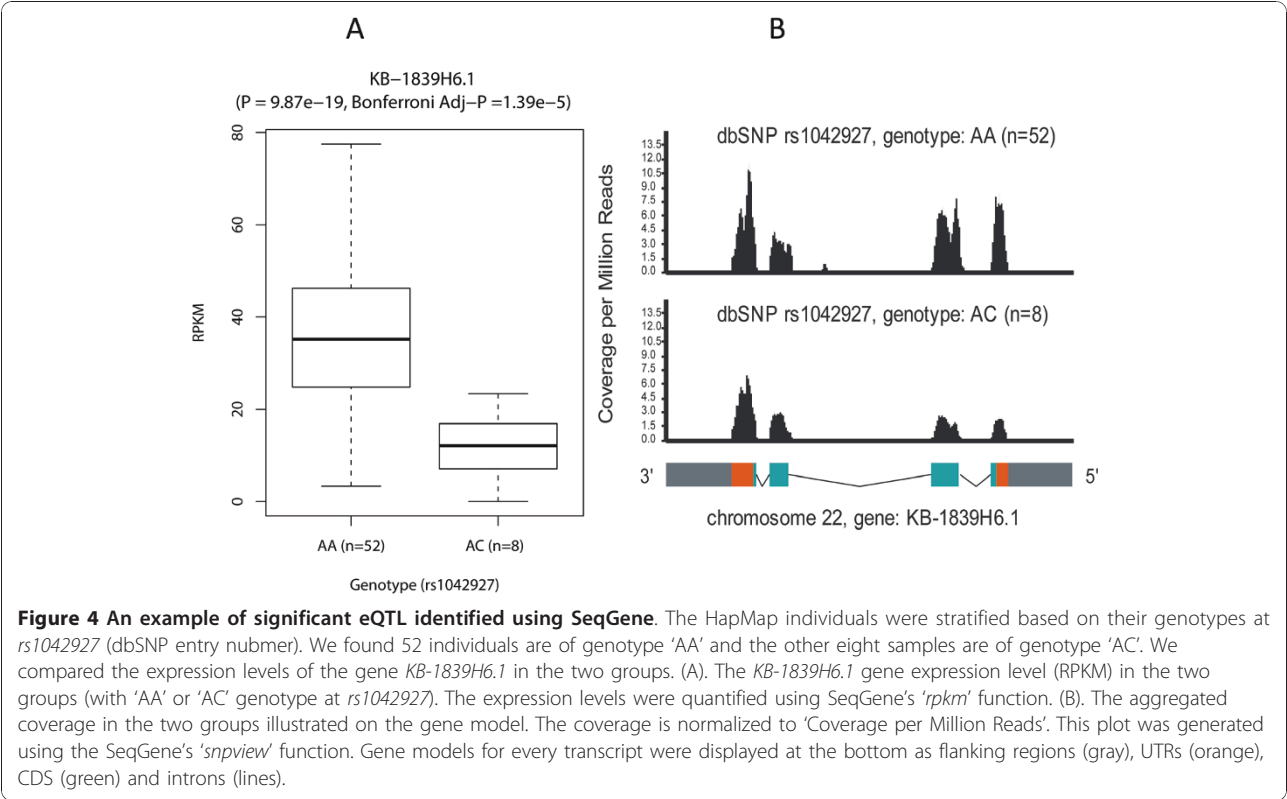 A
B
KB−1839H6.1
(P = 9.87e−19, Bonferroni Adj−P =1.39e−5)
80
60
40
20
0
RPKM
AA (n=52)
AC (n=8)
Genotype (rs1042927)
Coverage per Million Reads
dbSNP rs1042927, genotype: AA (n=52)
13.5
12.0
10.5
9.0
7.5
6.0
4.5
3.0
1.5
0.0
dbSNP rs1042927, genotype: AC (n=8)
13.5
12.0
10.5
9.0
7.5
6.0
4.5
3.0
1.5
0.0
3'
5'
chromosome 22, gene: KB-1839H6.1
Figure 4 An example of significant eQTL identified using SeqGene. The HapMap individuals were stratified based on their genotypes at
rs1042927 (dbSNP entry nubmer). We found 52 individuals are of genotype ‘AA’ and the other eight samples are of genotype ‘AC’. We
compared the expression levels of the gene KB-1839H6.1 in the two groups. (A). The KB-1839H6.1 gene expression level (RPKM) in the two
groups (with ‘AA’ or ‘AC’ genotype at rs1042927). The expression levels were quantified using SeqGene’s ‘rpkm’ function. (B). The aggregated
coverage in the two groups illustrated on the gene model. The coverage is normalized to ‘Coverage per Million Reads’. This plot was generated
using the SeqGene’s ‘snpview’ function. Gene models for every transcript were displayed at the bottom as flanking regions (gray), UTRs (orange),
CDS (green) and introns (lines).